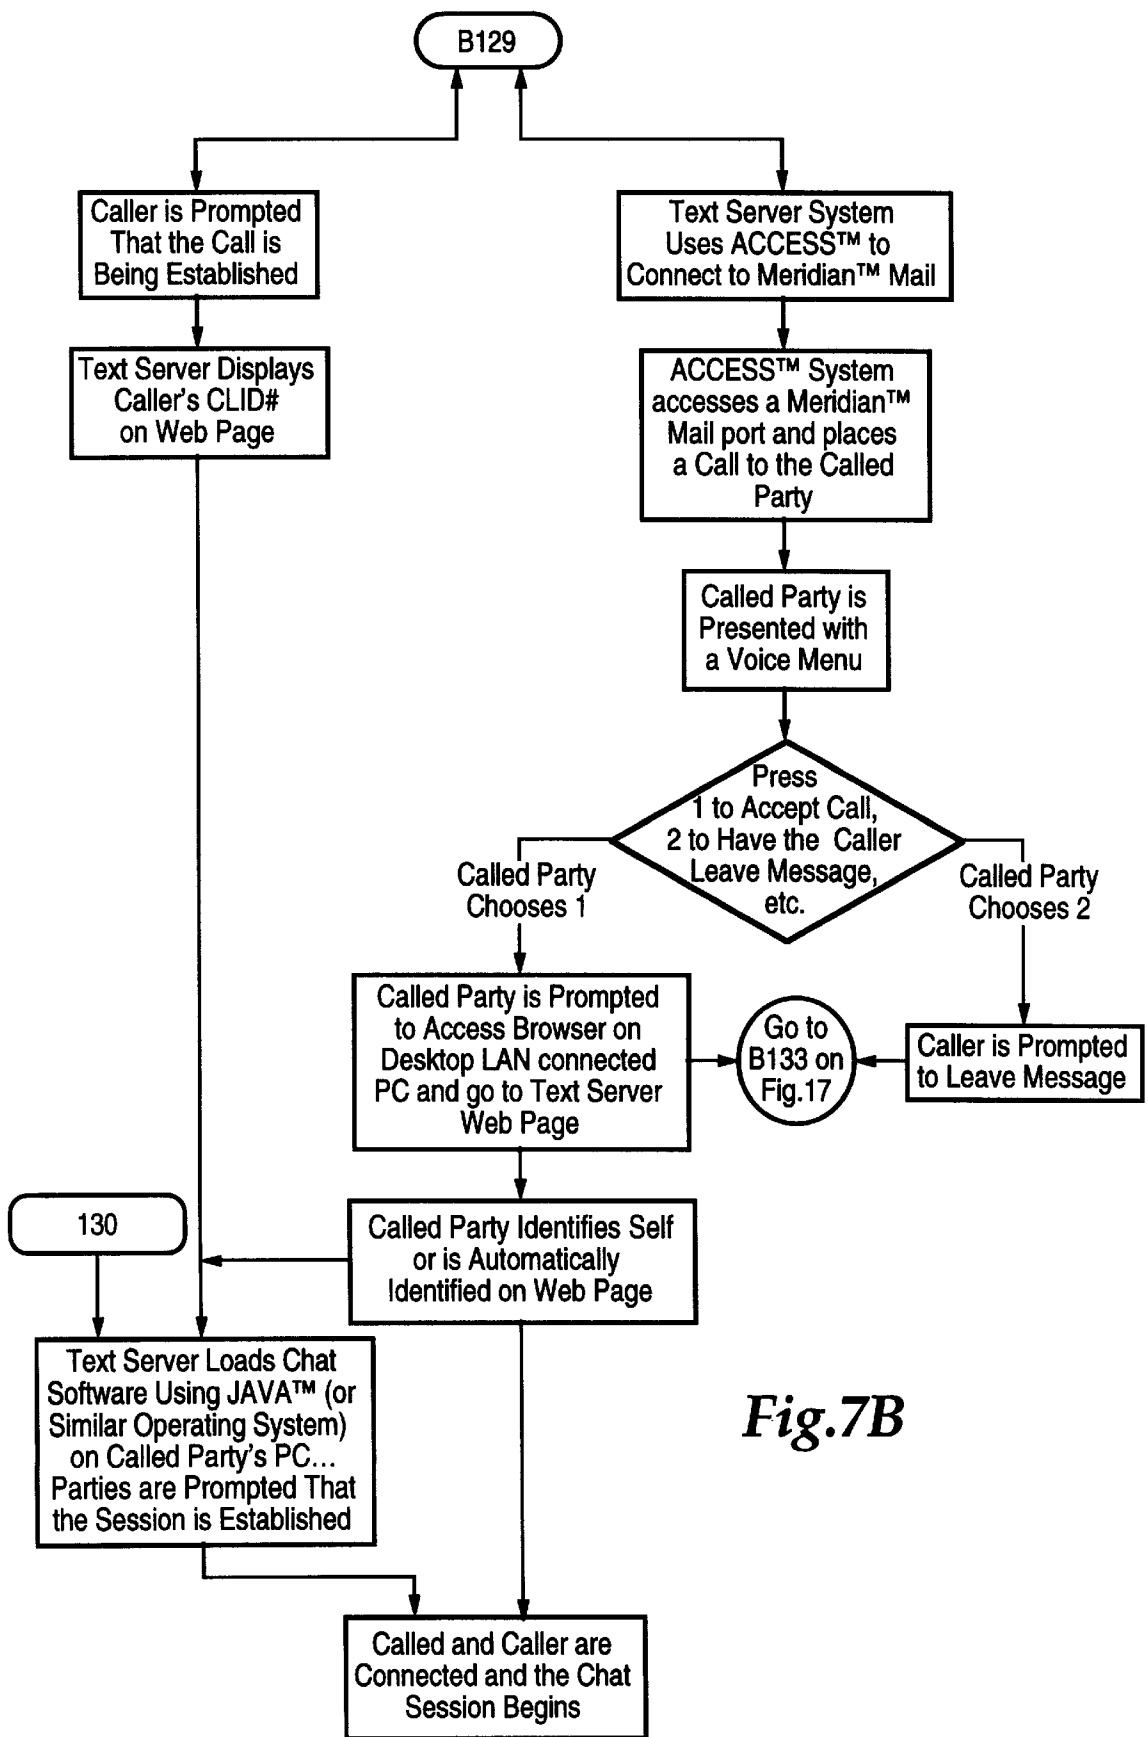 B129
Caller is Prompted
That the Call is
Being Established
Text Server System
Uses ACCESS™ to
Connect to Meridian™ Mail
Text Server Displays
Caller's CLID#
on Web Page
ACCESS™ System
accesses a Meridian™
Mail port and places
a Call to the Called
Party
Called Party is
Presented with
a Voice Menu
Press
1 to Accept Call,
2 to Have the Caller
Leave Message,
etc.
Called Party
Chooses 1
Called Party
Chooses 2
Called Party is Prompted
to Access Browser on
Desktop LAN connected
PC and go to Text Server
Web Page
Go to
B133 on
Fig.17
Caller is Prompted
to Leave Message
130
Called Party Identifies Self
or is Automatically
Identified on Web Page
Text Server Loads Chat
Software Using JAVA™ (or
Similar Operating System)
on Called Party's PC...
Parties are Prompted That
the Session is Established
Fig.7B
Called and Caller are
Connected and the Chat
Session Begins